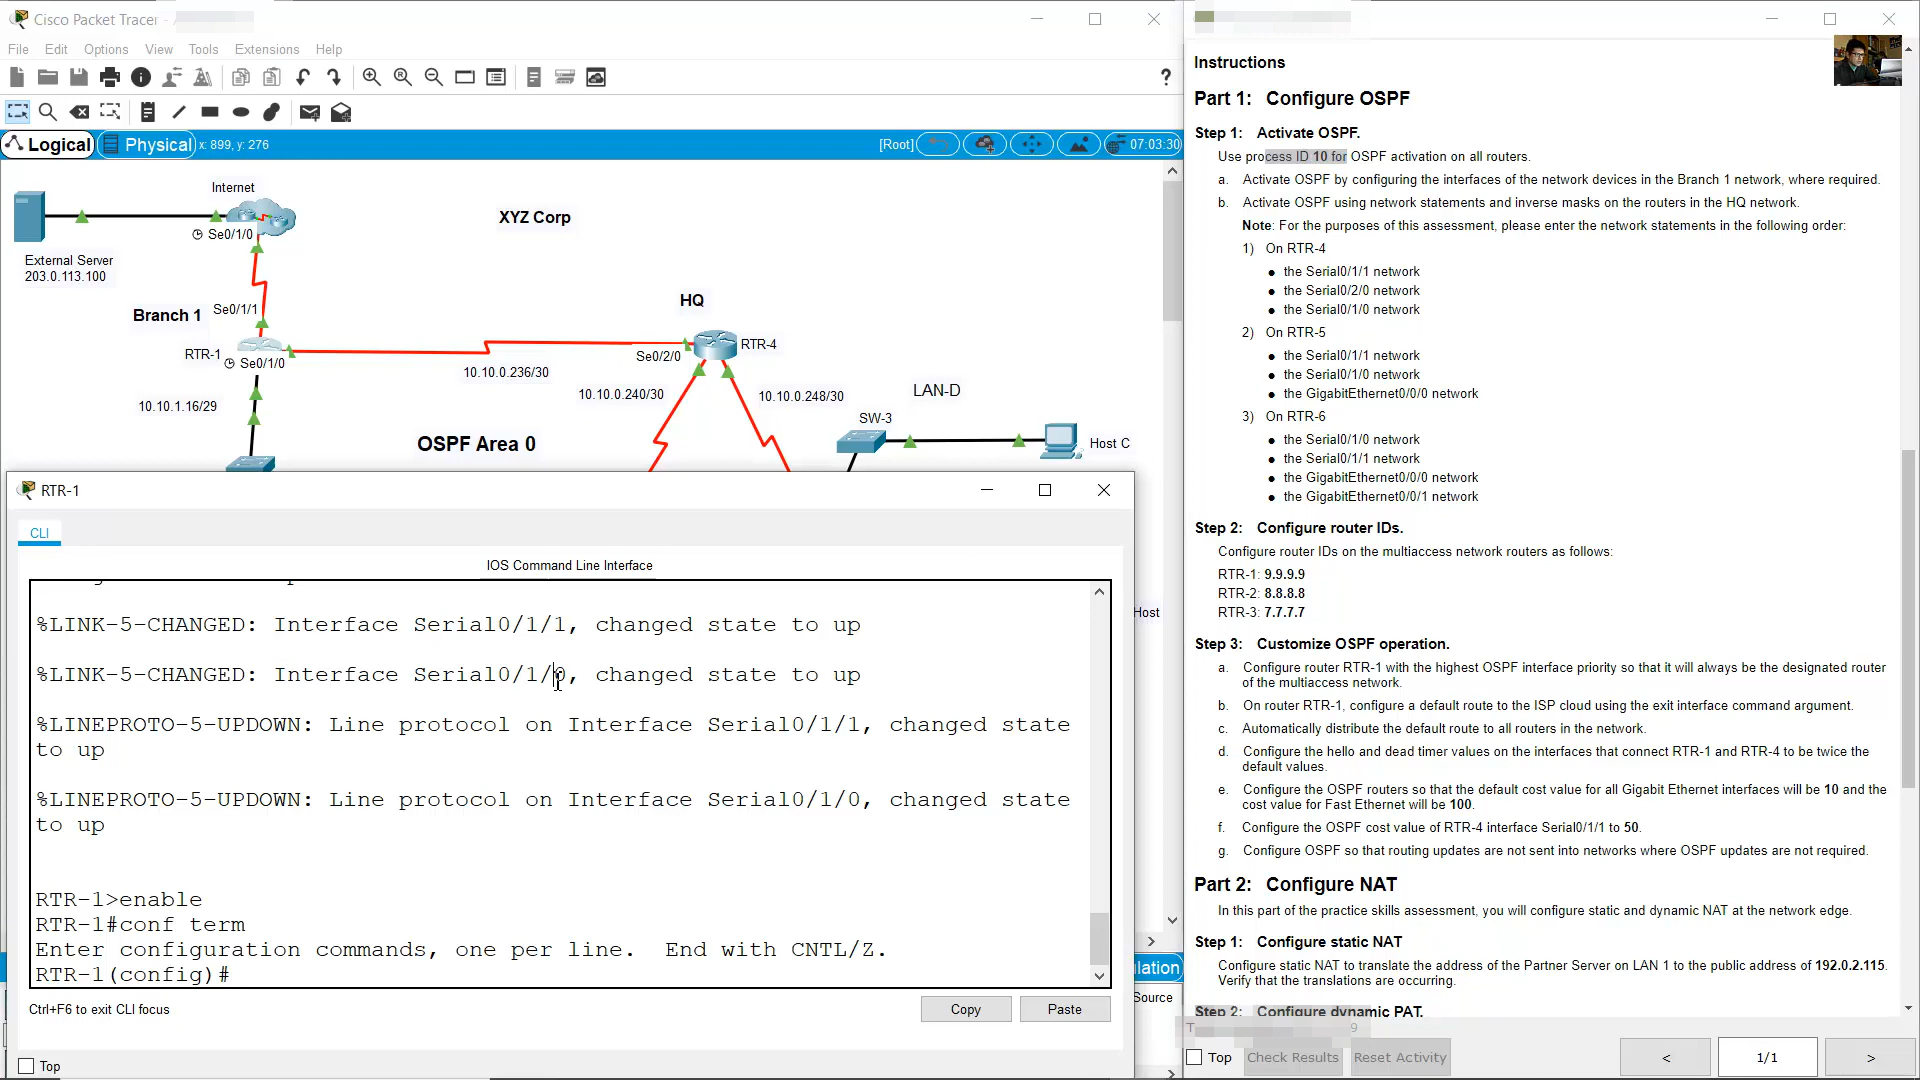 Cisco Packet Tracer
File Edit Options View Tools Extensions Help
Logical Physical x: 899, y: 276 [Root] 07:03:30
Internet
XYZ Corp
Se0/1/0
External Server
203.0.113.100
HQ
Branch 1
Se0/1/1
RTR-1
Se0/1/0
Se0/2/0
RTR-4
10.10.0.236/30
10.10.0.240/30
10.10.0.248/30
LAN-D
10.10.1.16/29
SW-3
OSPF Area 0
Host C
RTR-1
CLI
IOS Command Line Interface
Host
%LINK-5-CHANGED: Interface Serial0/1/1, changed state to up
%LINK-5-CHANGED: Interface Serial0/1/0, changed state to up
%LINEPROTO-5-UPDOWN: Line protocol on Interface Serial0/1/1, changed state
to up
%LINEPROTO-5-UPDOWN: Line protocol on Interface Serial0/1/0, changed state
to up
RTR-1>enable
RTR-1#conf term
Enter configuration commands, one per line.  End with CNTL/Z.
RTR-1(config)#
Ctrl+F6 to exit CLI focus
Copy
Paste
Top
Source
Instructions
Part 1: Configure OSPF
Step 1: Activate OSPF.
Use process ID 10 for OSPF activation on all routers.
a. Activate OSPF by configuring the interfaces of the network devices in the Branch 1 network, where required.
b. Activate OSPF using network statements and inverse masks on the routers in the HQ network.
Note: For the purposes of this assessment, please enter the network statements in the following order:
1) On RTR-4
● the Serial0/1/1 network
● the Serial0/2/0 network
● the Serial0/1/0 network
2) On RTR-5
● the Serial0/1/1 network
● the Serial0/1/0 network
● the GigabitEthernet0/0/0 network
3) On RTR-6
● the Serial0/1/0 network
● the Serial0/1/1 network
● the GigabitEthernet0/0/0 network
● the GigabitEthernet0/0/1 network
Step 2: Configure router IDs.
Configure router IDs on the multiaccess network routers as follows:
RTR-1: 9.9.9.9
RTR-2: 8.8.8.8
RTR-3: 7.7.7.7
Step 3: Customize OSPF operation.
a. Configure router RTR-1 with the highest OSPF interface priority so that it will always be the designated router
of the multiaccess network.
b. On router RTR-1, configure a default route to the ISP cloud using the exit interface command argument.
c. Automatically distribute the default route to all routers in the network.
d. Configure the hello and dead timer values on the interfaces that connect RTR-1 and RTR-4 to be twice the
default values.
e. Configure the OSPF routers so that the default cost value for all Gigabit Ethernet interfaces will be 10 and the
cost value for Fast Ethernet will be 100.
f. Configure the OSPF cost value of RTR-4 interface Serial0/1/1 to 50.
g. Configure OSPF so that routing updates are not sent into networks where OSPF updates are not required.
Part 2: Configure NAT
In this part of the practice skills assessment, you will configure static and dynamic NAT at the network edge.
Step 1: Configure static NAT
Configure static NAT to translate the address of the Partner Server on LAN 1 to the public address of 192.0.2.115.
Verify that the translations are occurring.
Step 2: Configure dynamic PAT.
Top Check Results Reset Activity < 1/1 >